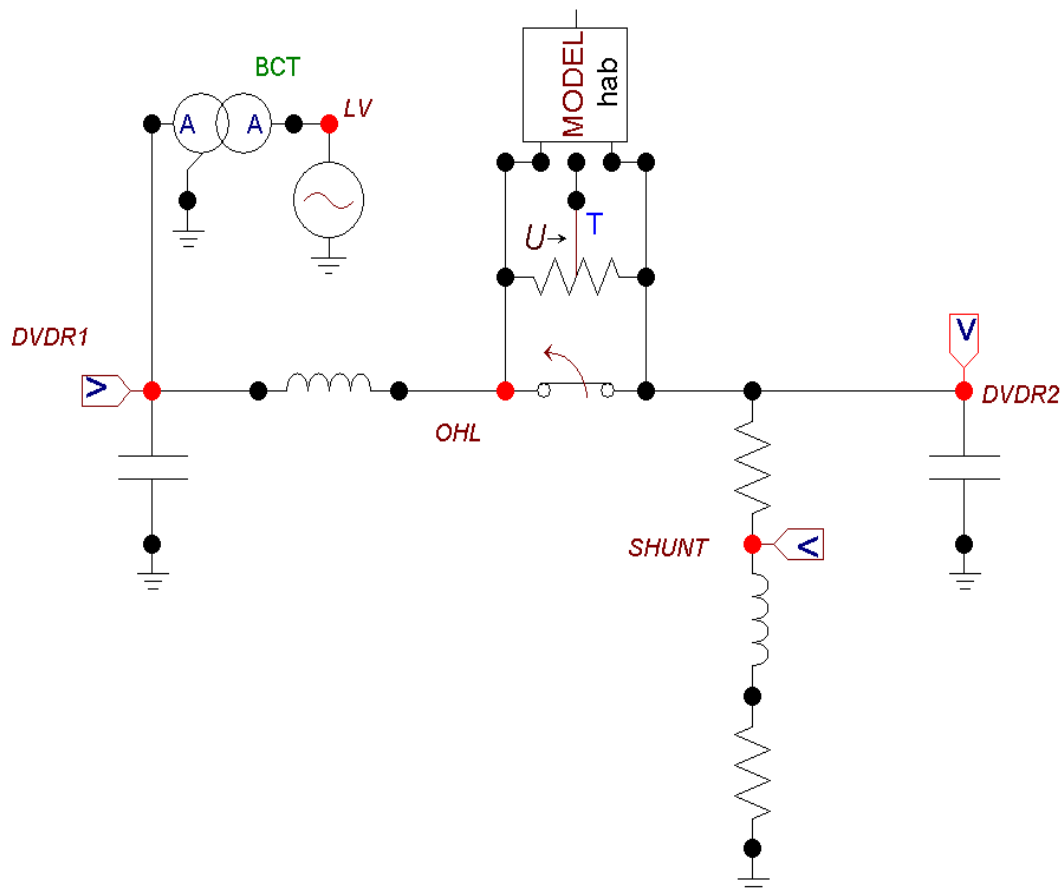 BCT
LV
MODEL
hab
A A
U→ T
DVDR1
V
V
DVDR2
OHL
SHUNT
V